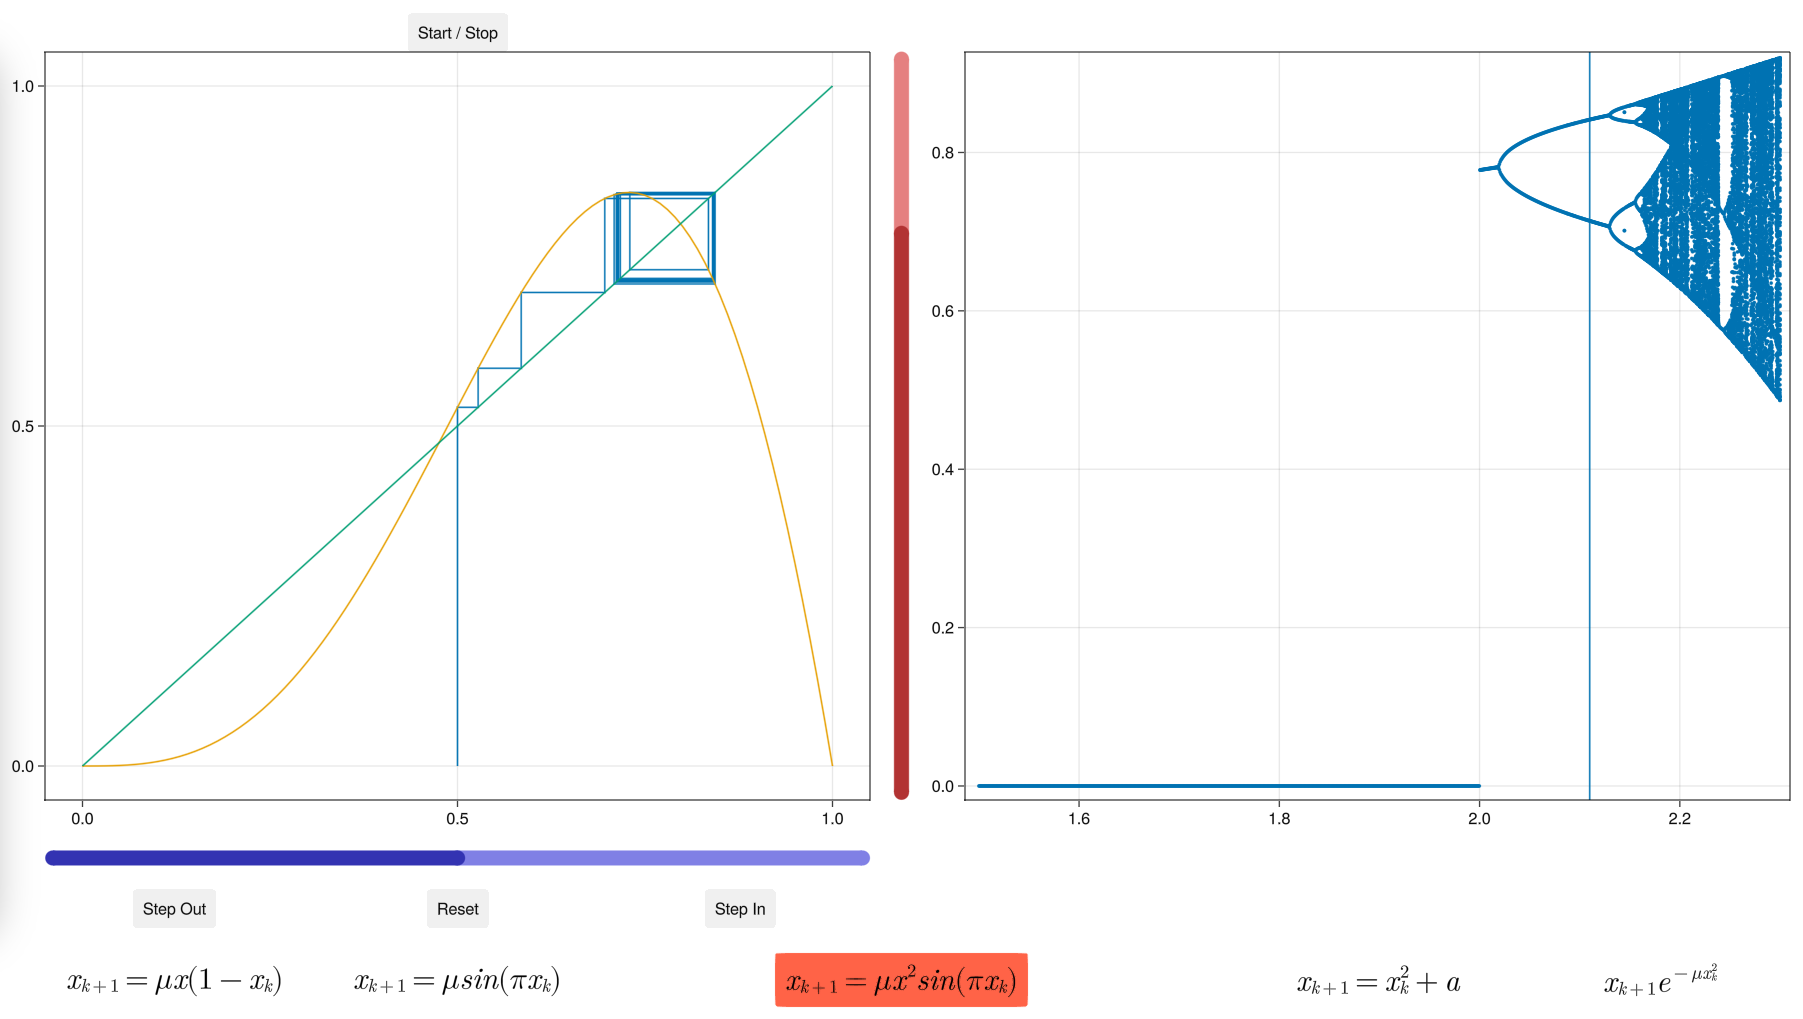 Start / Stop
1.0
0.5
0.0
0.0 0.5 1.0
0.8
0.6
0.4
0.2
0.0
1.6 1.8 2.0 2.2
Step Out Reset Step In
x_{k+1} = μx(1 − x_k)
x_{k+1} = μsin(πx_k)
x_{k+1} = μx^2sin(πx_k)
x_{k+1} = x_k^2 + a
x_{k+1}e^{−μx_k^2}